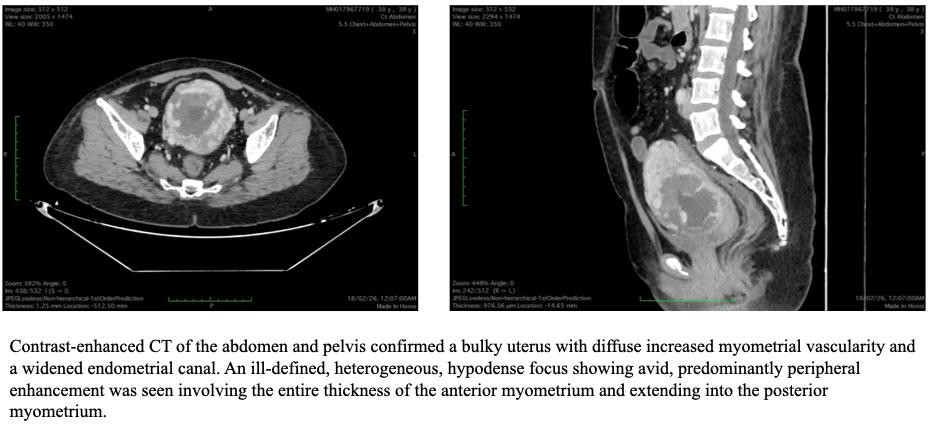 Image size: 512 x 512
View size: 2005 x 1474
WL: 40 WW: 350
A
MH017967719 ( 38 y , 38 y )
Ct Abdomen
5.5 Chest+Abdomen+Pelvis
3
R
L
Zoom: 392% Angle: 0
Im: 438/532 I (S -> I)
JPEGLossless:Non-hierarchical-1stOrderPrediction
Thickness: 1.25 mm Location: -512.50 mm
P
18/02/26, 12:07:00AM
Made In Horos
Image size: 512 x 532
View size: 2294 x 1474
WL: 40 WW: 350
S
MH017967719 ( 38 y , 38 y )
Ct Abdomen
5.5 Chest+Abdomen+Pelvis
3
A
P
Zoom: 448% Angle: 0
Im: 242/512 (R -> L)
JPEGLossless:Non-hierarchical-1stOrderPrediction
Thickness: 976.56 µm Location: -14.65 mm
18/02/26, 12:07:00AM
Made In Horos
Contrast-enhanced CT of the abdomen and pelvis confirmed a bulky uterus with diffuse increased myometrial vascularity and
a widened endometrial canal. An ill-defined, heterogeneous, hypodense focus showing avid, predominantly peripheral
enhancement was seen involving the entire thickness of the anterior myometrium and extending into the posterior
myometrium.